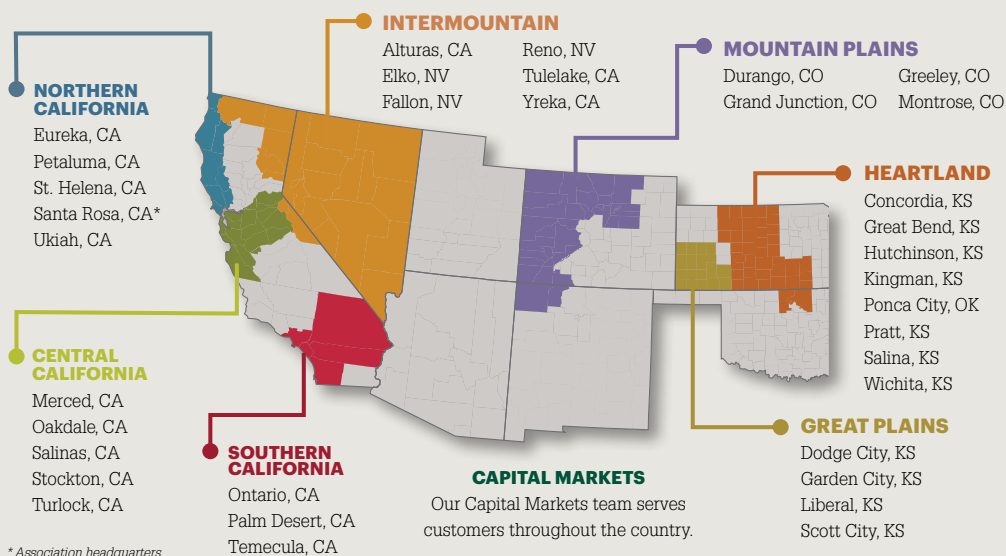 INTERMOUNTAIN
Alturas, CA
Elko, NV
Fallon, NV
Reno, NV
Tulelake, CA
Yreka, CA
MOUNTAIN PLAINS
Durango, CO
Grand Junction, CO
Greeley, CO
Montrose, CO
NORTHERN
CALIFORNIA
Eureka, CA
Petaluma, CA
St. Helena, CA
Santa Rosa, CA*
Ukiah, CA
HEARTLAND
Concordia, KS
Great Bend, KS
Hutchinson, KS
Kingman, KS
Ponca City, OK
Pratt, KS
Salina, KS
Wichita, KS
CENTRAL
CALIFORNIA
Merced, CA
Oakdale, CA
Salinas, CA
Stockton, CA
Turlock, CA
SOUTHERN
CALIFORNIA
Ontario, CA
Palm Desert, CA
Temecula, CA
CAPITAL MARKETS
Our Capital Markets team serves
customers throughout the country.
GREAT PLAINS
Dodge City, KS
Garden City, KS
Liberal, KS
Scott City, KS
* Association headquarters